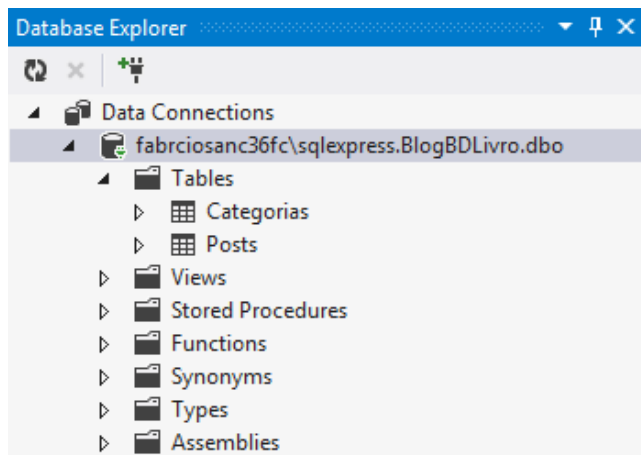 Database Explorer
Data Connections
fabrciosanc36fc\sqlexpress.BlogBDLivro.dbo
Tables
Categorias
Posts
Views
Stored Procedures
Functions
Synonyms
Types
Assemblies